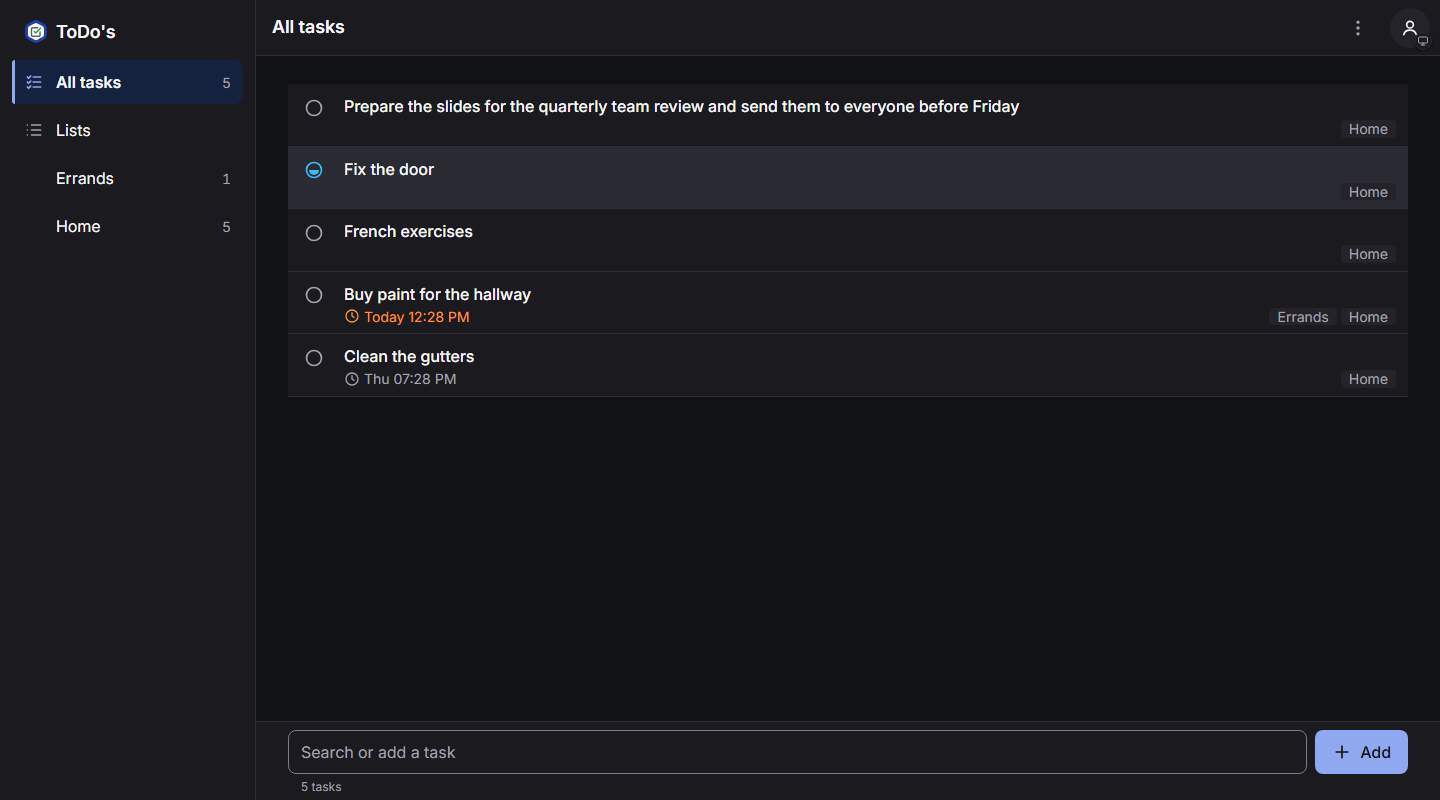 ToDo's
All tasks 5
Lists
Errands 1
Home 5
All tasks
Prepare the slides for the quarterly team review and send them to everyone before Friday
Home
Fix the door
Home
French exercises
Home
Buy paint for the hallway
Today 12:28 PM Errands Home
Clean the gutters
Thu 07:28 PM Home
Search or add a task
Add
5 tasks